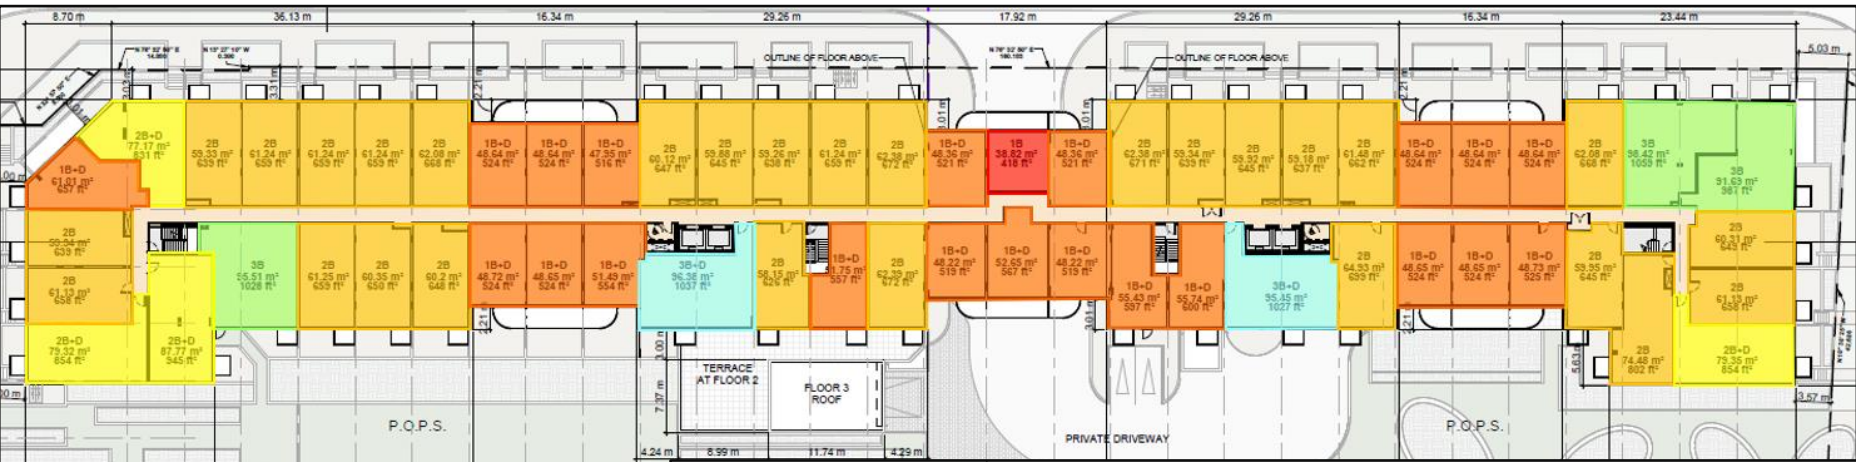 8.70 m
36.13 m
16.34 m
29.26 m
17.92 m
29.26 m
16.34 m
23.44 m
OUTLINE OF FLOOR ABOVE
OUTLINE OF FLOOR ABOVE
5.03 m
3.31 m
2.21 m
3.01 m
3.01 m
2.21 m
2B+D
77.17 m²
831 ft²
2B
59.33 m²
639 ft²
2B
61.24 m²
659 ft²
2B
61.24 m²
659 ft²
2B
61.24 m²
659 ft²
2B
62.08 m²
668 ft²
1B+D
48.64 m²
524 ft²
1B+D
48.64 m²
524 ft²
1B+D
47.95 m²
516 ft²
2B
60.12 m²
647 ft²
2B
59.88 m²
645 ft²
2B
59.26 m²
638 ft²
2B
61.24 m²
659 ft²
2B
62.38 m²
672 ft²
1B+D
48.36 m²
521 ft²
1B
38.82 m²
418 ft²
1B+D
48.36 m²
521 ft²
2B
62.38 m²
671 ft²
2B
59.34 m²
639 ft²
2B
59.92 m²
645 ft²
2B
59.18 m²
637 ft²
2B
61.48 m²
662 ft²
1B+D
48.64 m²
524 ft²
1B+D
48.64 m²
524 ft²
1B+D
48.64 m²
524 ft²
2B
62.08 m²
668 ft²
3B
98.42 m²
1059 ft²
3B
91.69 m²
987 ft²
1B+D
61.01 m²
657 ft²
2B
59.34 m²
639 ft²
2B
61.13 m²
658 ft²
2B+D
79.32 m²
854 ft²
2B+D
87.77 m²
945 ft²
3B
95.51 m²
1028 ft²
2B
61.25 m²
659 ft²
2B
60.35 m²
650 ft²
2B
60.2 m²
648 ft²
1B+D
48.72 m²
524 ft²
1B+D
48.65 m²
524 ft²
1B+D
51.49 m²
554 ft²
3B+D
96.36 m²
1037 ft²
2B
58.15 m²
626 ft²
1B+D
51.75 m²
557 ft²
2B
62.39 m²
672 ft²
1B+D
48.22 m²
519 ft²
1B+D
52.65 m²
567 ft²
1B+D
48.22 m²
519 ft²
1B+D
55.43 m²
597 ft²
1B+D
55.74 m²
600 ft²
3B+D
95.45 m²
1027 ft²
2B
64.93 m²
699 ft²
1B+D
48.65 m²
524 ft²
1B+D
48.65 m²
524 ft²
1B+D
48.73 m²
525 ft²
2B
59.95 m²
645 ft²
2B
60.31 m²
649 ft²
2B
61.13 m²
658 ft²
2B
74.48 m²
802 ft²
2B+D
79.35 m²
854 ft²
2.21 m
3.00 m
3.01 m
2.21 m
5.63 m
3.57 m
7.37 m
TERRACE
AT FLOOR 2
FLOOR 3
ROOF
P.O.P.S.
PRIVATE DRIVEWAY
P.O.P.S.
4.24 m
8.99 m
11.74 m
4.29 m